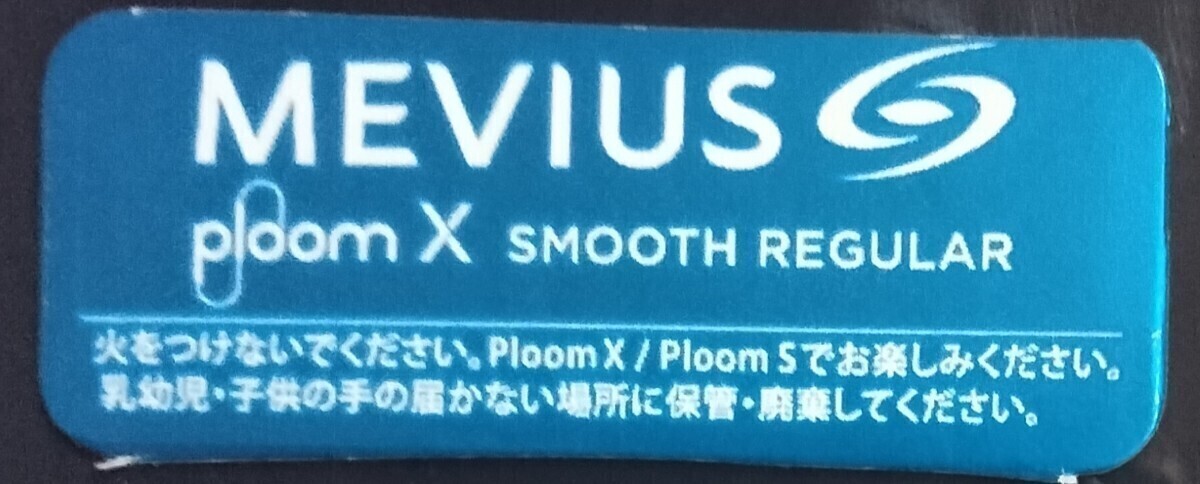 MEVIUS
ploom X SMOOTH REGULAR
火をつけないでください。Ploom X / Ploom Sでお楽しみください。
乳幼児・子供の手の届かない場所に保管・廃棄してください。